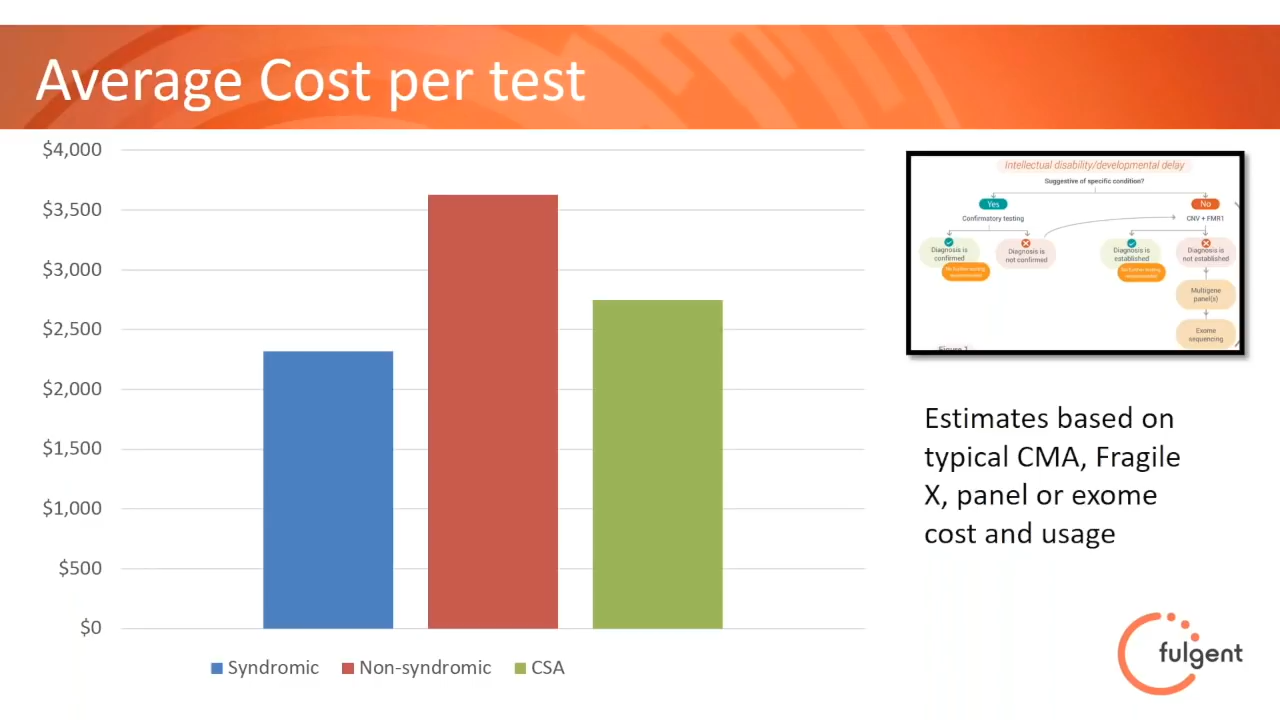 Average Cost per test
$4,000
$3,500
$3,000
$2,500
$2,000
$1,500
$1,000
$500
$0
Syndromic
Non-syndromic
CSA
Intellectual disability/developmental delay
Suggestive of specific condition?
Yes
No
Confirmatory testing
CNV + FMR1
Diagnosis is
confirmed
Diagnosis is
not confirmed
Diagnosis is
established
Diagnosis is
not established
Multigene
panel(s)
Exome
sequencing
Figure 1
Estimates based on
typical CMA, Fragile
X, panel or exome
cost and usage
fulgent